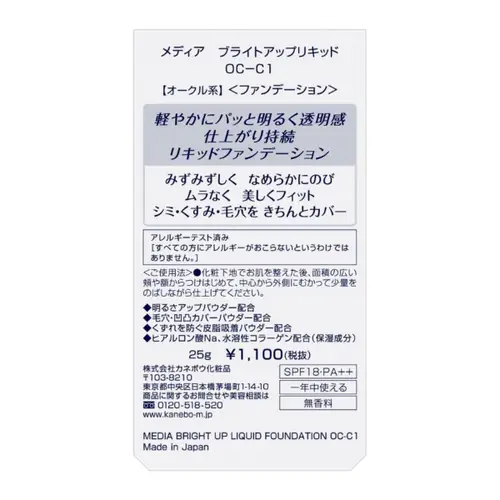 メディア ブライトアップリキッド
OC-C1
【オークル系】<ファンデーション>
軽やかにパッと明るく透明感
仕上がり持続
リキッドファンデーション
みずみずしく なめらかにのび
ムラなく 美しくフィット
シミ・くすみ・毛穴を きちんとカバー
アレルギーテスト済み
[すべての方にアレルギーがおこらないというわけでは
ありません。]
<ご使用法>●化粧下地でお肌を整えた後、面積の広い
頬や額からつけはじめて、中心から外側にむかって少量を
のばしながら仕上げてください。
◆明るさアップパウダー配合
◆毛穴・凹凸カバーパウダー配合
◆くずれを防ぐ皮脂吸着パウダー配合
◆ヒアルロン酸Na、水溶性コラーゲン配合(保湿成分)
25g ¥1,100(税抜)
株式会社カネボウ化粧品
〒103-8210
東京都中央区日本橋茅場町1-14-10
商品に関するお問合せや美容相談は
0120-518-520
www.kanebo-m.jp/
SPF18・PA++
一年中使える
無香料
MEDIA BRIGHT UP LIQUID FOUNDATION OC-C1
Made in Japan